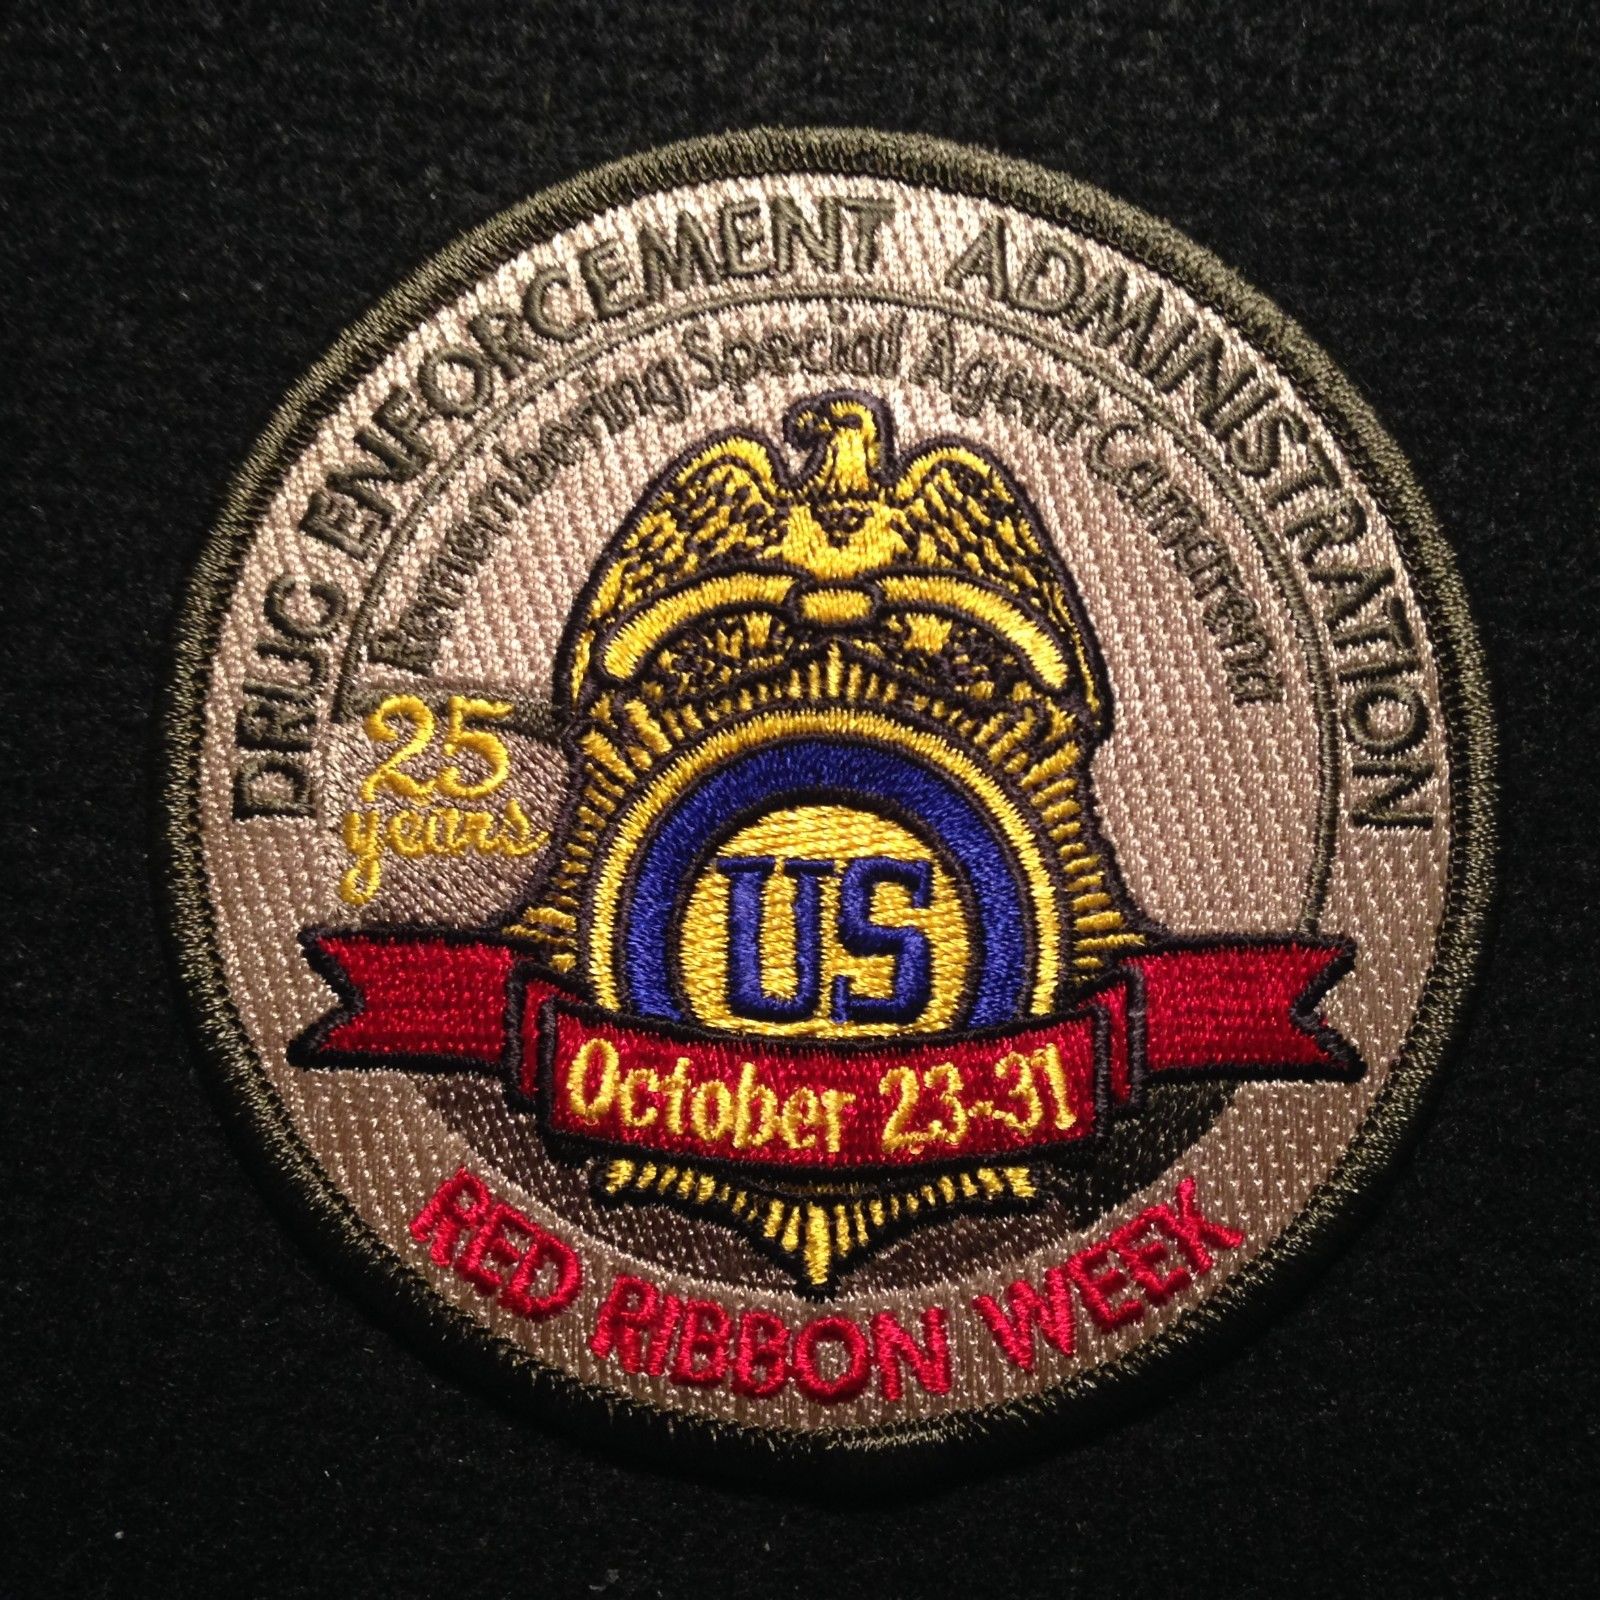 DRUG ENFORCEMENT ADMINISTRATION
Remembering Special Agent Camarena
25
years
US
October 23-31
RED RIBBON WEEK